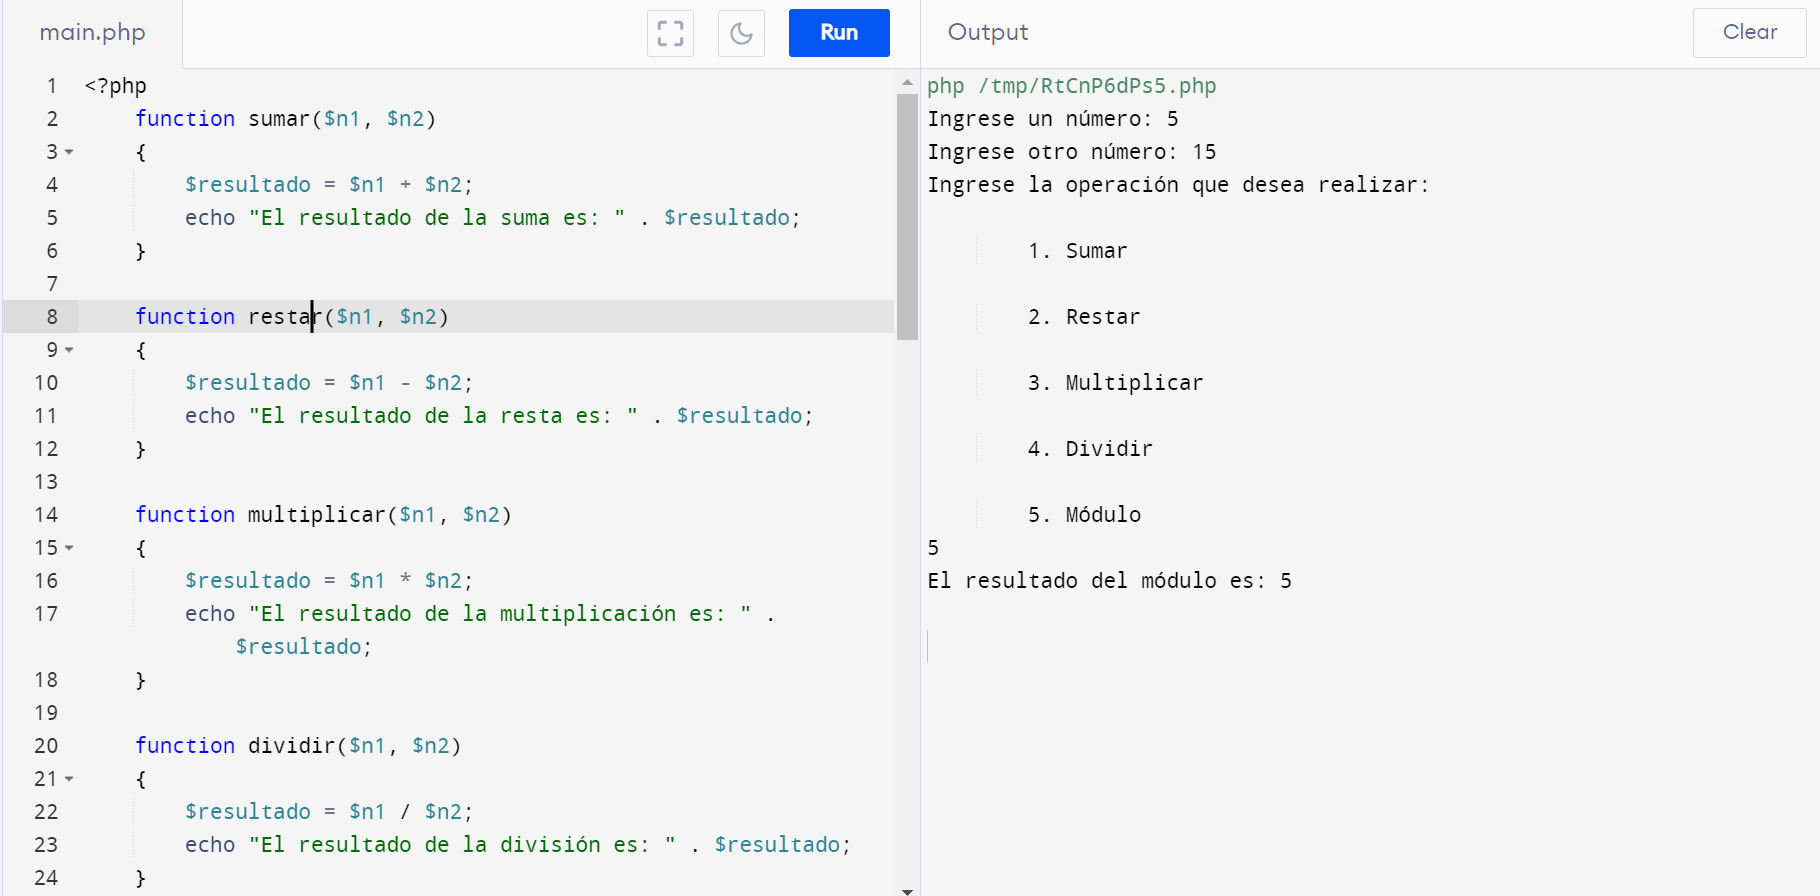 main.php
Run
1 <?php
2 function sumar($n1, $n2)
3 {
4 $resultado = $n1 + $n2;
5 echo "El resultado de la suma es: " . $resultado;
6 }
7
8 function restar($n1, $n2)
9 {
10 $resultado = $n1 - $n2;
11 echo "El resultado de la resta es: " . $resultado;
12 }
13
14 function multiplicar($n1, $n2)
15 {
16 $resultado = $n1 * $n2;
17 echo "El resultado de la multiplicación es: " .
$resultado;
18 }
19
20 function dividir($n1, $n2)
21 {
22 $resultado = $n1 / $n2;
23 echo "El resultado de la división es: " . $resultado;
24 }
Output
Clear
php /tmp/RtCnP6dPs5.php
Ingrese un número: 5
Ingrese otro número: 15
Ingrese la operación que desea realizar:
1. Sumar
2. Restar
3. Multiplicar
4. Dividir
5. Módulo
5
El resultado del módulo es: 5